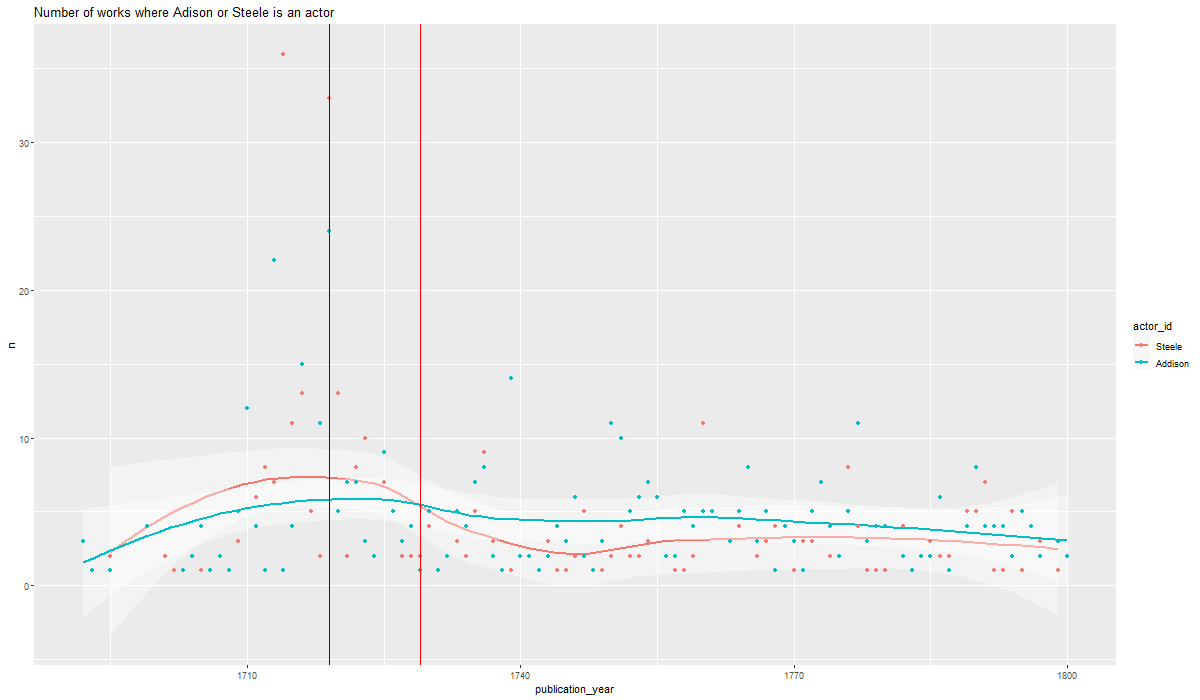 Number of works where Adison or Steele is an actor
n
30
20
10
0
1710
1740
1770
1800
publication_year
actor_id
Steele
Addison